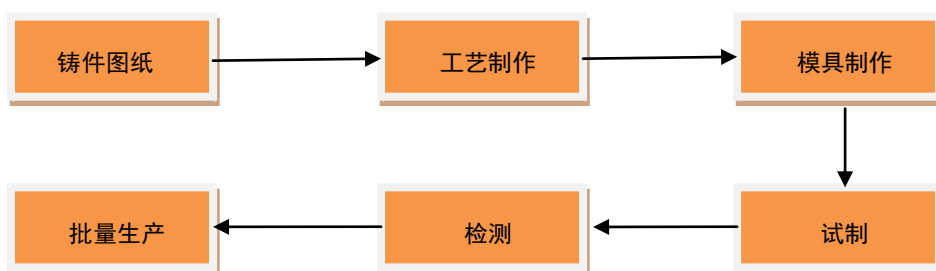 铸件图纸
工艺制作
模具制作
试制
检测
批量生产